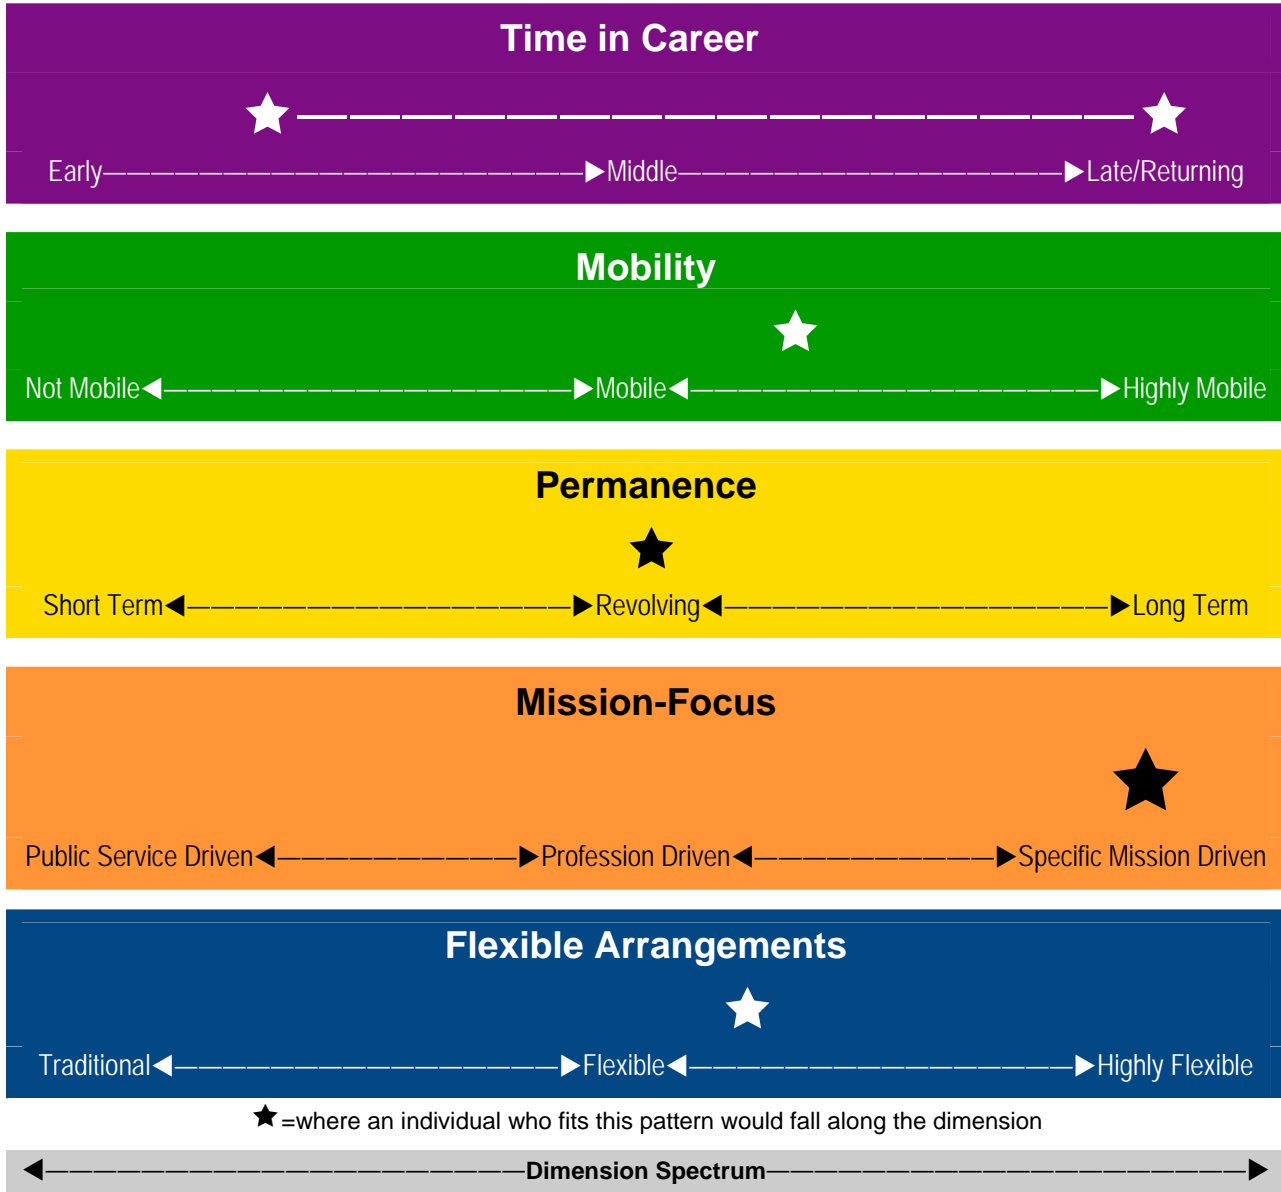 Time in Career
Early————————————————————▶Middle————————————————▶Late/Returning
Mobility
Not Mobile◀—————————————————▶Mobile◀—————————————————▶Highly Mobile
Permanence
Short Term◀————————————————▶Revolving◀————————————————▶Long Term
Mission-Focus
Public Service Driven◀——————————▶Profession Driven◀——————————▶Specific Mission Driven
Flexible Arrangements
Traditional◀————————————————▶Flexible◀————————————————▶Highly Flexible
★=where an individual who fits this pattern would fall along the dimension
◀————————————————————Dimension Spectrum————————————————————▶